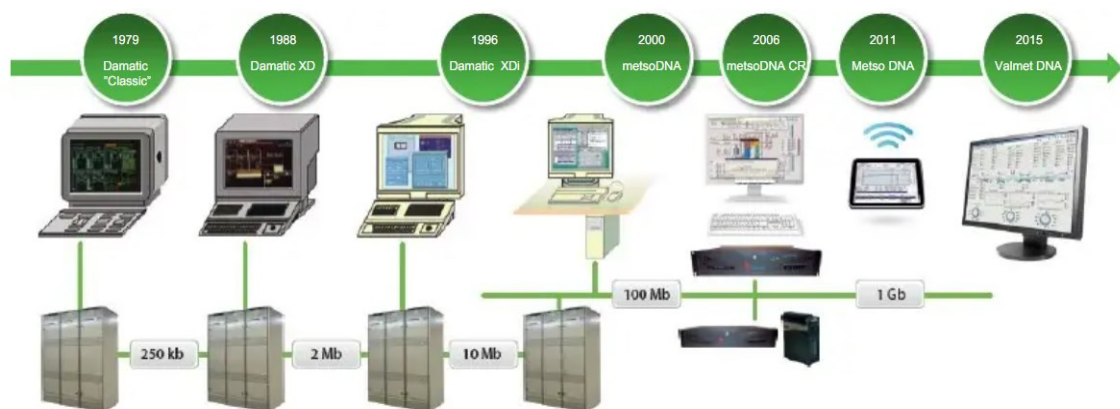 1979
Damatic
"Classic"
1988
Damatic XD
1996
Damatic XDi
2000
metsoDNA
2006
metsoDNA CR
2011
Metso DNA
2015
Valmet DNA
100 Mb
1 Gb
250 kb
2 Mb
10 Mb